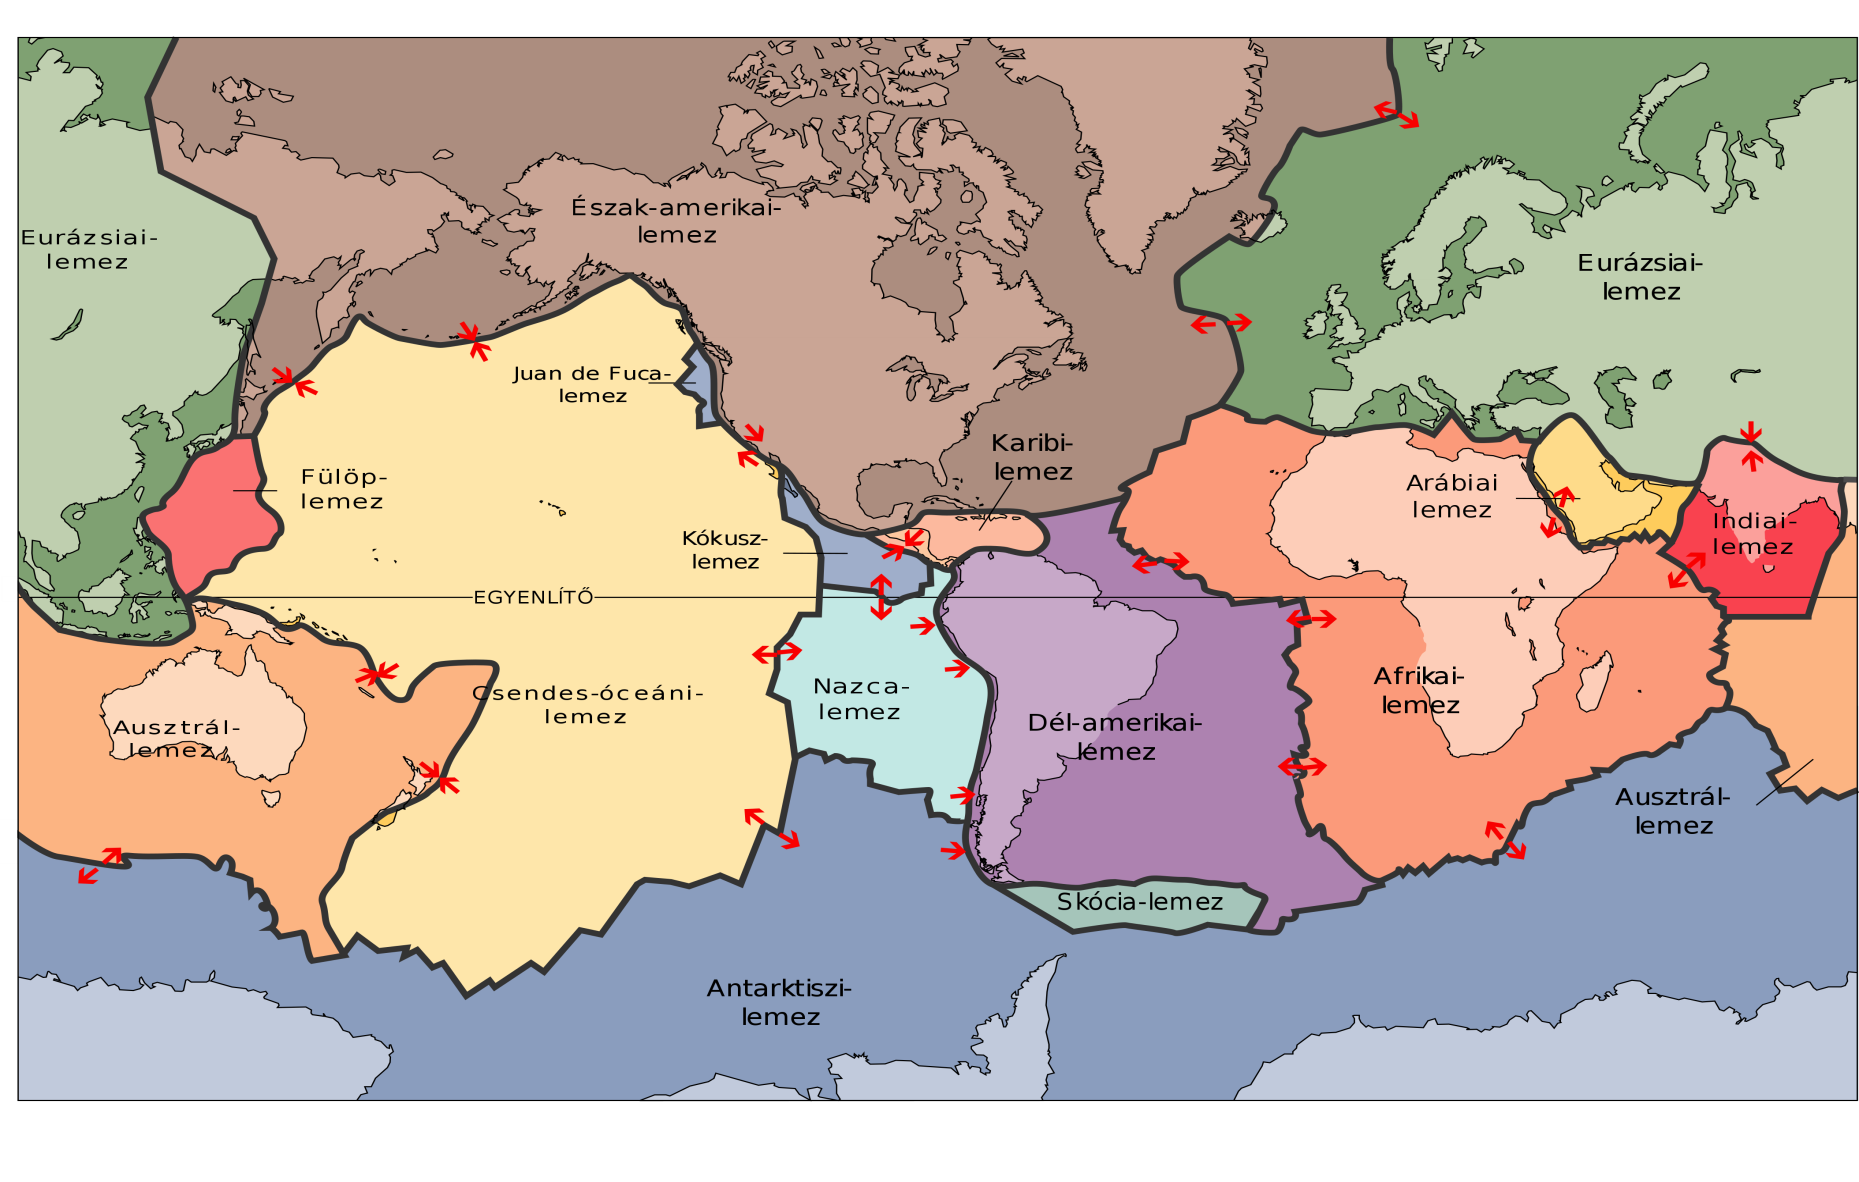 Észak-amerikai-
lemez
Eurázsiai-
lemez
Eurázsiai-
lemez
Juan de Fuca-
lemez
Karibi-
lemez
Fülöp-
lemez
Arábiai
lemez
Indiai-
lemez
Kókusz-
lemez
EGYENLÍTŐ
Csendes-óceáni-
lemez
Nazca-
lemez
Afrikai-
lemez
Ausztrál-
lemez
Dél-amerikai-
lemez
Ausztrál-
lemez
Skócia-lemez
Antarktiszi-
lemez